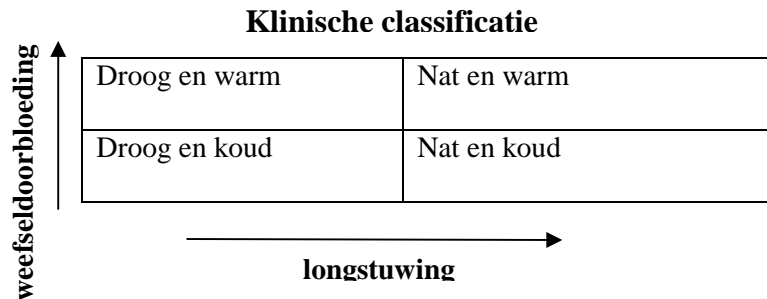 Klinische classificatie
weefseldoorbloeding
Droog en warm Nat en warm
Droog en koud Nat en koud
longstuwing